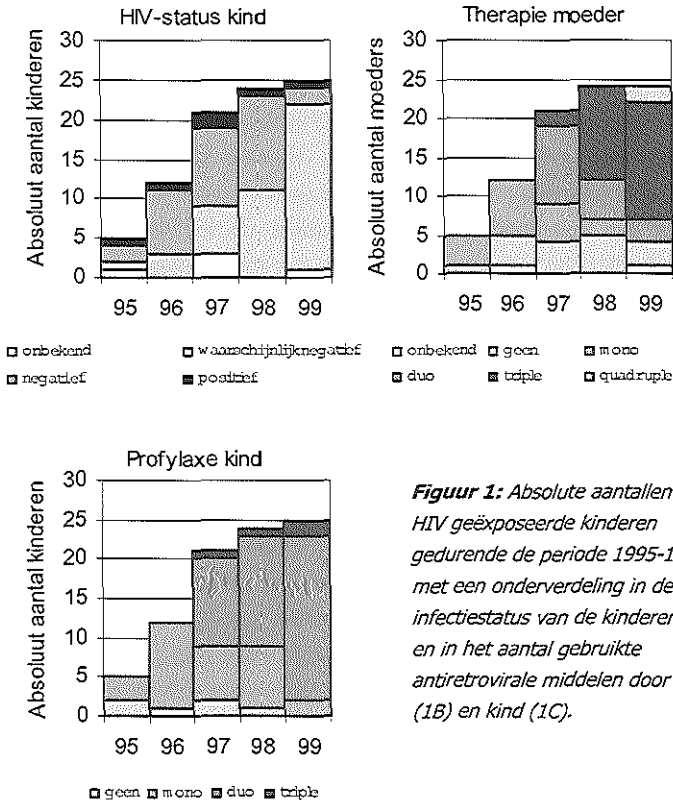 HIV-status kind
Absoluut aantal kinderen
30
25
20
15
10
5
0
95 96 97 98 99
onbekend waarschijnlijknegatief
negatief positief
Therapie moeder
Absoluut aantal moeders
30
25
20
15
10
5
0
95 96 97 98 99
onbekend geen mono
duo triple quadruple
Profylaxe kind
Absoluut aantal kinderen
30
25
20
15
10
5
0
95 96 97 98 99
geen mono duo triple
Figuur 1: Absolute aantallen
HIV geëxposeerde kinderen
gedurende de periode 1995-1
met een onderverdeling in de
infectiestatus van de kinderen
en in het aantal gebruikte
antiretrovirale middelen door
(1B) en kind (1C).